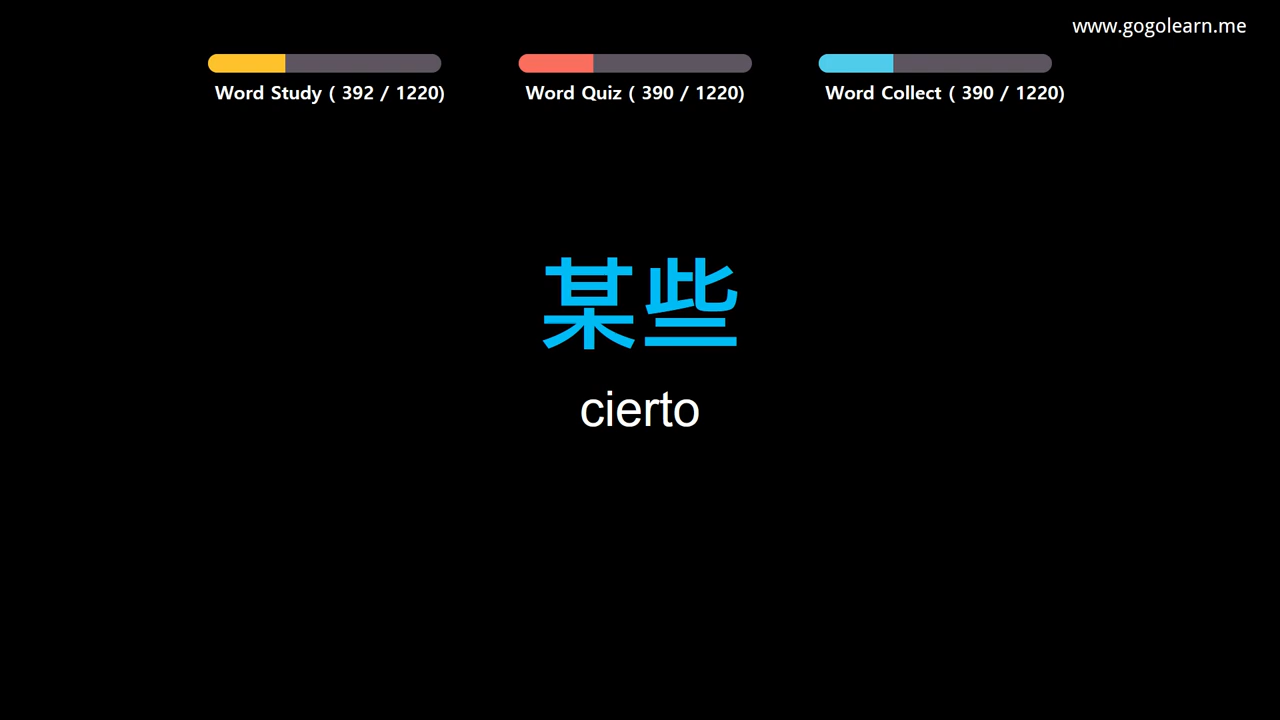 www.gogolearn.me
Word Study ( 392 / 1220)
Word Quiz ( 390 / 1220)
Word Collect ( 390 / 1220)
某些
cierto